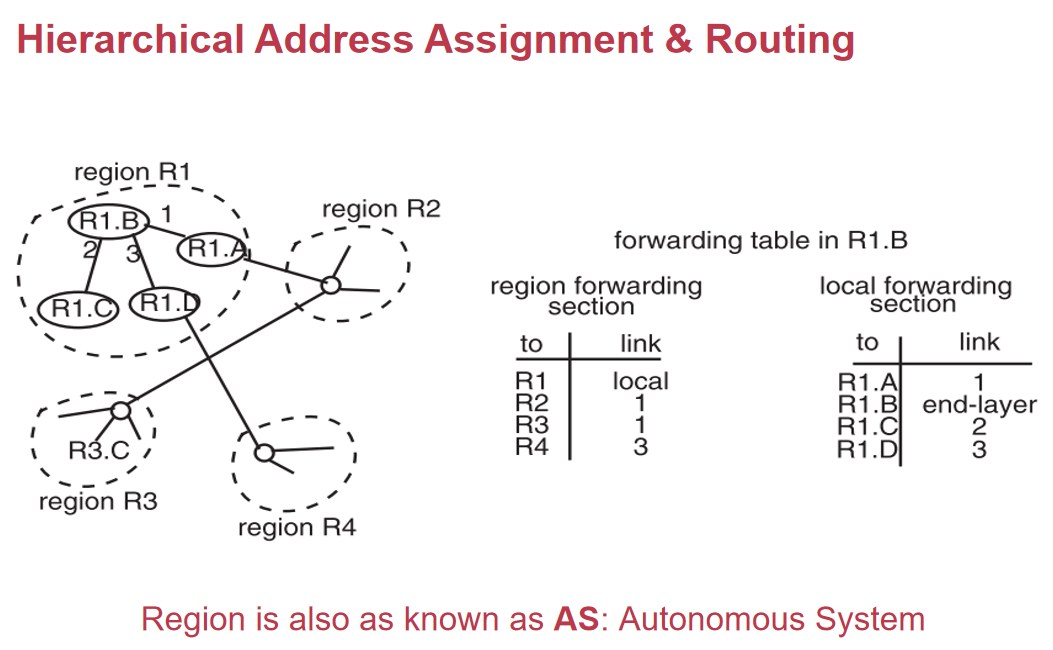 Hierarchical Address Assignment & Routing
region R1
R1.B
1
2
3
R1.A
R1.C
R1.D
region R2
R3.C
region R3
region R4
forwarding table in R1.B
region forwarding
section
to link
R1 local
R2 1
R3 1
R4 3
local forwarding
section
to link
R1.A 1
R1.B end-layer
R1.C 2
R1.D 3
Region is also as known as AS: Autonomous System